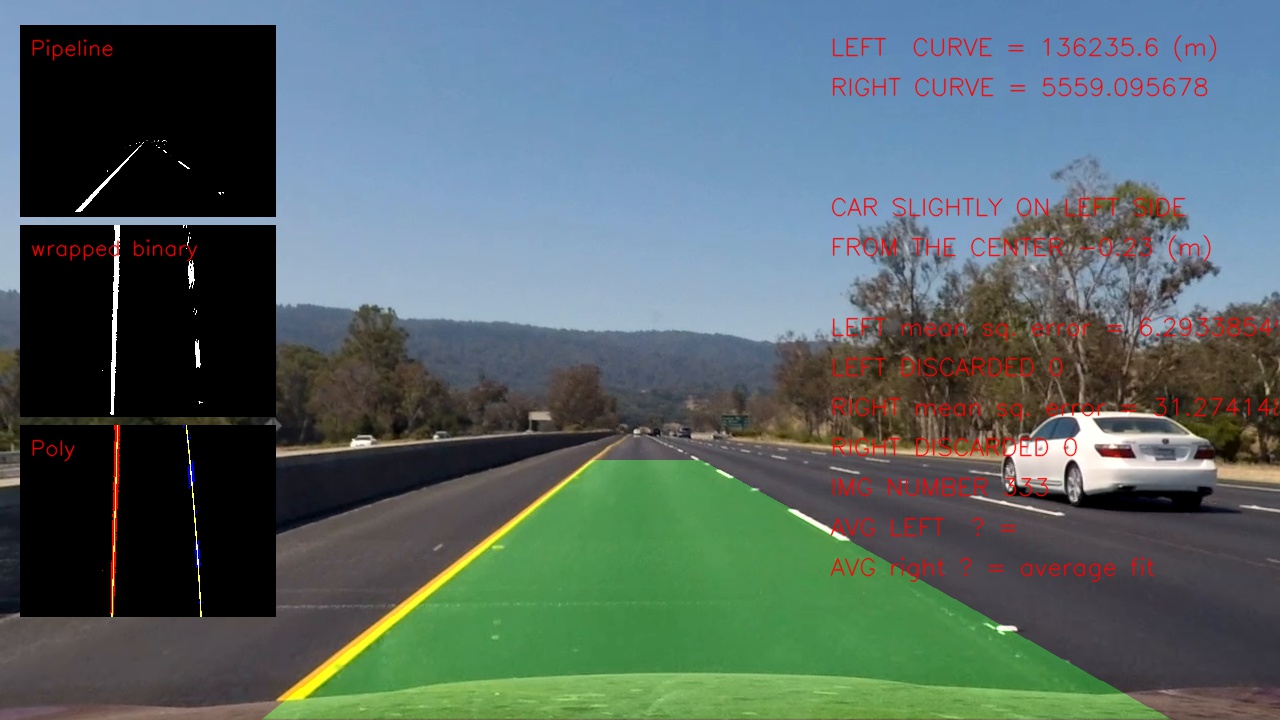 Pipeline
wrapped binary
Poly
LEFT CURVE = 136235.6 (m)
RIGHT CURVE = 5559.095678
CAR SLIGHTLY ON LEFT SIDE
FROM THE CENTER -0.23 (m)
LEFT mean sq. error = 6.2933854
LEFT DISCARDED 0
RIGHT mean sq. error = 31.27414
RIGHT DISCARDED 0
IMG NUMBER 333
AVG LEFT ? =
AVG right ? = average fit